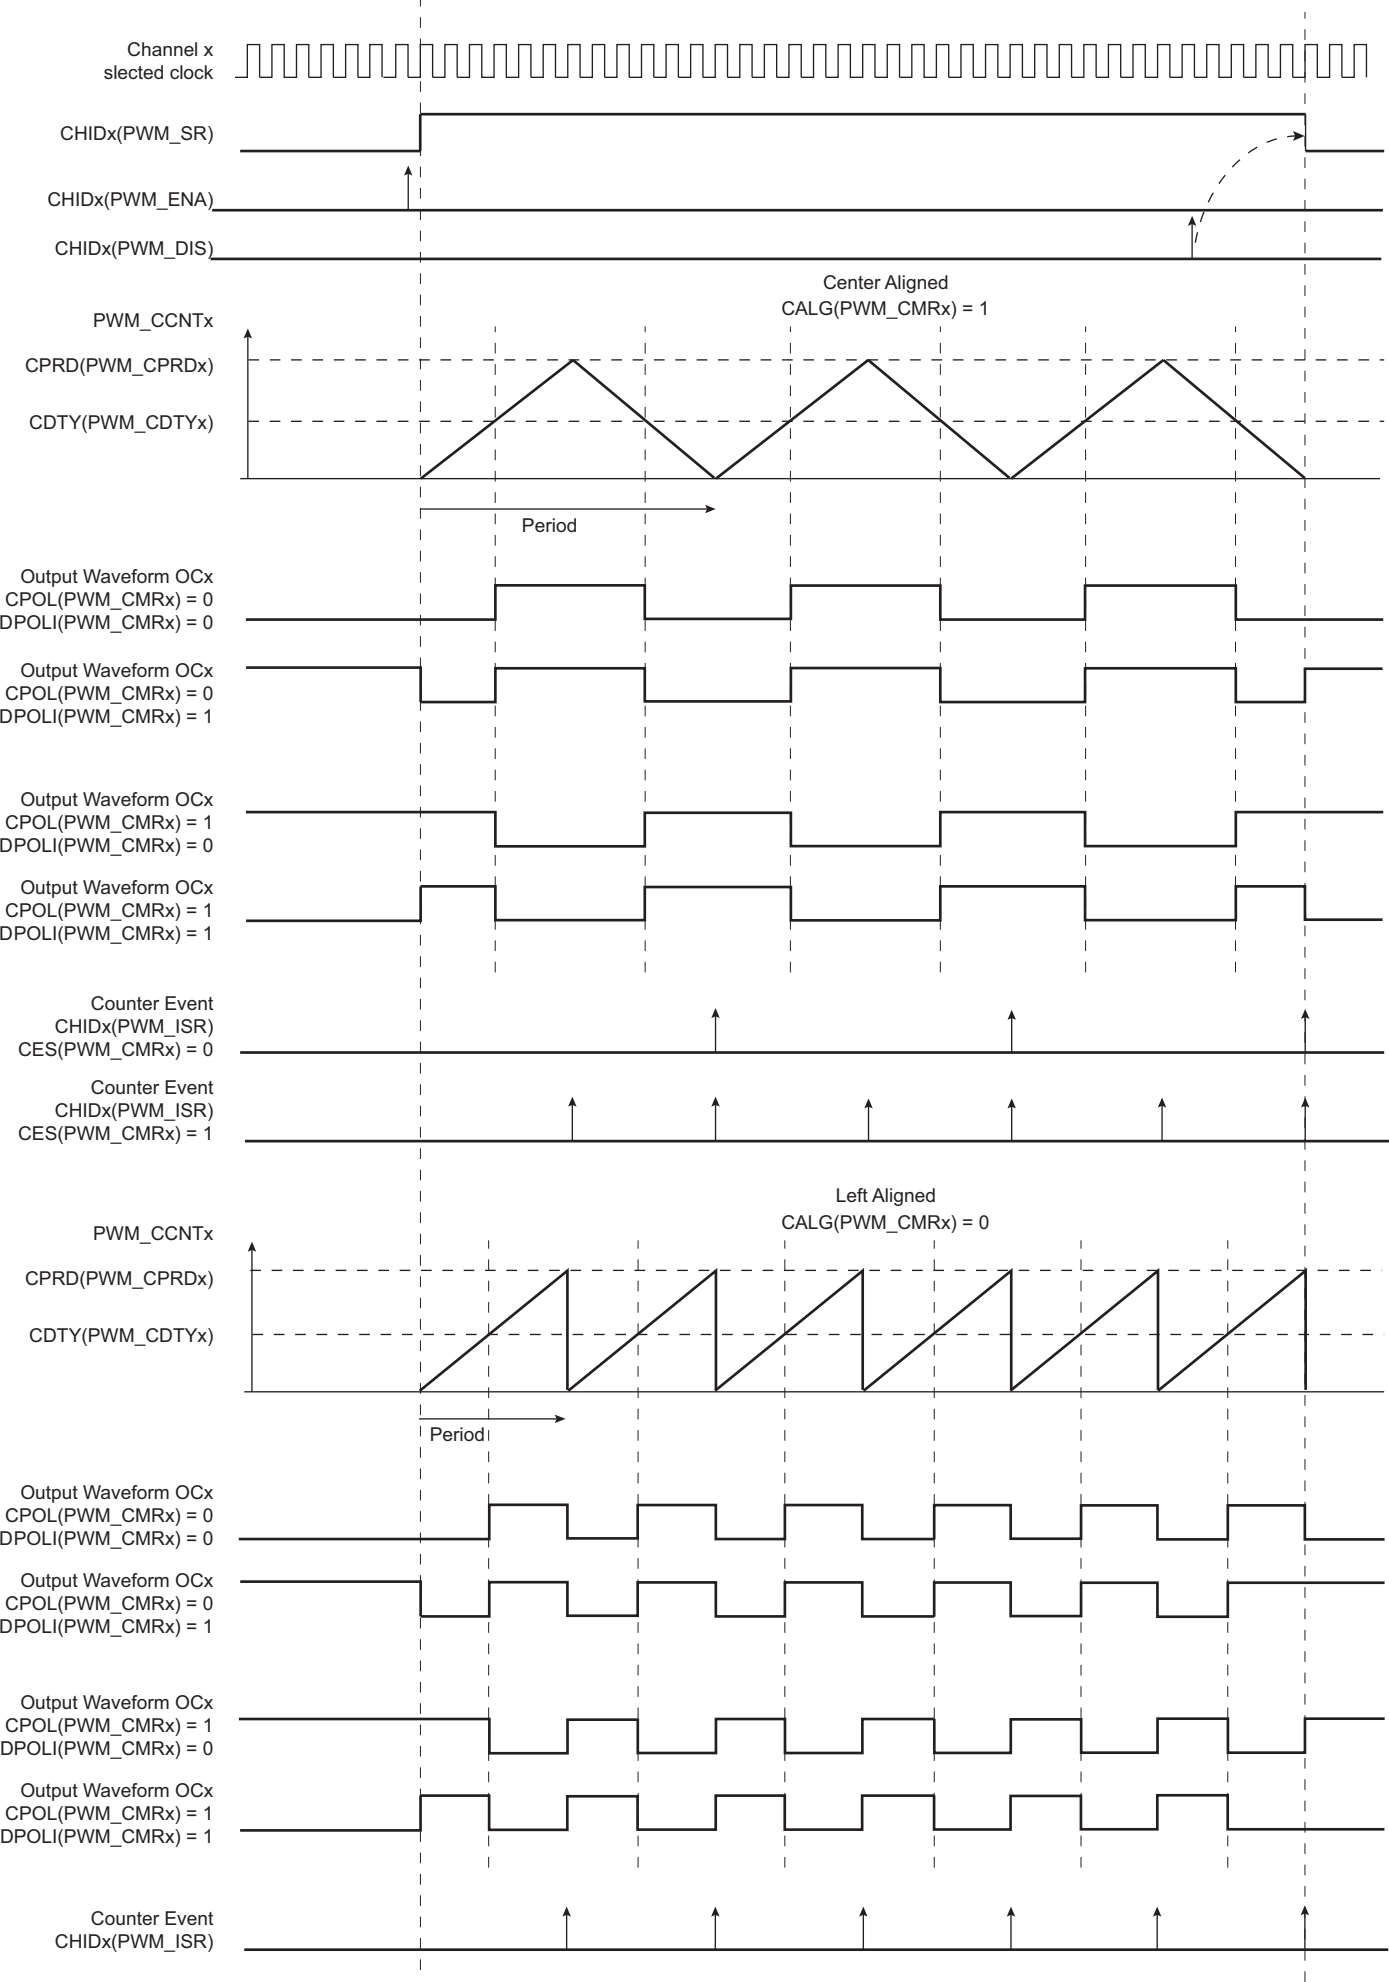 Channel x
slected clock
CHIDx(PWM_SR)
CHIDx(PWM_ENA)
CHIDx(PWM_DIS)
Center Aligned
CALG(PWM_CMRx) = 1
PWM_CCNTx
CPRD(PWM_CPRDx)
CDTY(PWM_CDTYx)
Period
Output Waveform OCx
CPOL(PWM_CMRx) = 0
DPOLI(PWM_CMRx) = 0
Output Waveform OCx
CPOL(PWM_CMRx) = 0
DPOLI(PWM_CMRx) = 1
Output Waveform OCx
CPOL(PWM_CMRx) = 1
DPOLI(PWM_CMRx) = 0
Output Waveform OCx
CPOL(PWM_CMRx) = 1
DPOLI(PWM_CMRx) = 1
Counter Event
CHIDx(PWM_ISR)
CES(PWM_CMRx) = 0
Counter Event
CHIDx(PWM_ISR)
CES(PWM_CMRx) = 1
Left Aligned
CALG(PWM_CMRx) = 0
PWM_CCNTx
CPRD(PWM_CPRDx)
CDTY(PWM_CDTYx)
Period
Output Waveform OCx
CPOL(PWM_CMRx) = 0
DPOLI(PWM_CMRx) = 0
Output Waveform OCx
CPOL(PWM_CMRx) = 0
DPOLI(PWM_CMRx) = 1
Output Waveform OCx
CPOL(PWM_CMRx) = 1
DPOLI(PWM_CMRx) = 0
Output Waveform OCx
CPOL(PWM_CMRx) = 1
DPOLI(PWM_CMRx) = 1
Counter Event
CHIDx(PWM_ISR)